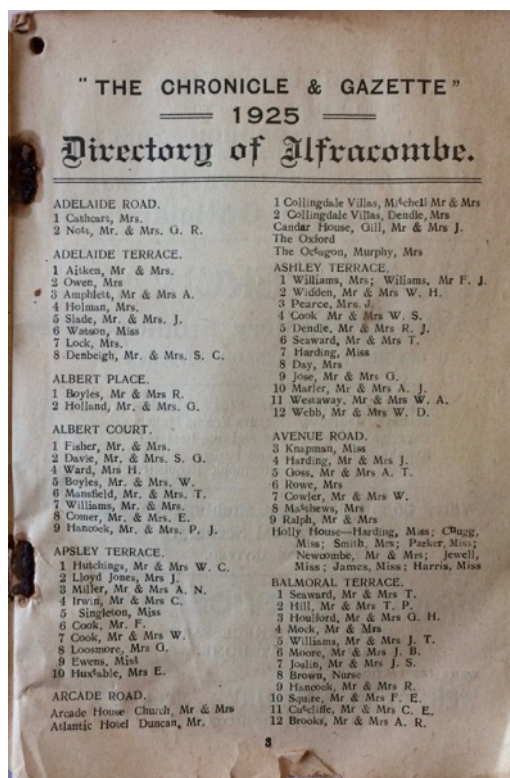 "THE CHRONICLE & GAZETTE"
1925
Directory of Ilfracombe.
ADELAIDE ROAD.
1 Cathcart, Mrs.
2 Nott, Mr. & Mrs. G. R.
ADELAIDE TERRACE.
1 Aitken, Mr & Mrs.
2 Owen, Mrs
3 Amphlett, Mr & Mrs A.
4 Holman, Mrs.
5 Slade, Mr. & Mrs. J.
6 Watson, Miss
7 Lock, Mrs.
8 Denbeigh, Mr. & Mrs. S. C.
ALBERT PLACE.
1 Boyles, Mr & Mrs R.
2 Holland, Mr. & Mrs. G.
ALBERT COURT.
1 Fisher, Mr. & Mrs.
2 Davie, Mr. & Mrs. S. G.
4 Ward, Mrs H.
5 Boyles, Mr. & Mrs. W.
6 Mansfield, Mr. & Mrs. T.
7 Williams, Mr. & Mrs.
8 Comer, Mr. & Mrs. E.
9 Hancock, Mr. & Mrs. P. J.
APSLEY TERRACE.
1 Hutchings, Mr & Mrs W. C.
2 Lloyd Jones, Mrs J.
3 Miller, Mr & Mrs A. N.
4 Irwin, Mr & Mrs C.
5 Singleton, Miss
6 Cook, Mr. F.
7 Cook, Mr & Mrs W.
8 Loosmore, Mrs G.
9 Ewens, Miss
10 Huxtable, Mrs E.
ARCADE ROAD.
Arcade House Church, Mr & Mrs
Atlantic Hotel Duncan, Mr.
1 Collingdale Villas, Mitchell Mr & Mrs
2 Collingdale Villas, Dendle, Mrs
Candar House, Gill, Mr & Mrs J.
The Oxford
The Octagon, Murphy, Mrs
ASHLEY TERRACE.
1 Williams, Mrs; Wiliams, Mr F. J.
2 Widden, Mr & Mrs W. H.
3 Pearce, Mrs. J.
4 Cook Mr & Mrs W. S.
5 Dendle, Mr & Mrs R. J.
6 Seaward, Mr & Mrs T.
7 Harding, Miss
8 Day, Mrs
9 Jose, Mr & Mrs G.
10 Marler, Mr & Mrs A. J.
11 Westaway, Mr & Mrs W. A.
12 Webb, Mr & Mrs W. D.
AVENUE ROAD.
3 Knapman, Miss
4 Harding, Mr & Mrs J.
5 Goss, Mr & Mrs A. T.
6 Rowe, Mrs
7 Cowler, Mr & Mrs W.
8 Matthews, Mrs
9 Ralph, Mr & Mrs
Holly House—Harding, Miss; Chugg,
Miss; Smith, Mrs; Parker, Miss;
Newcombe, Mr & Mrs; Jewell,
Miss; James, Miss; Harris, Miss
BALMORAL TERRACE.
1 Seaward, Mr & Mrs T.
2 Hill, Mr & Mrs T. P.
3 Houlford, Mr & Mrs G. H.
4 Mock, Mr & Mrs
5 Williams, Mr & Mrs J. T.
6 Moore, Mr & Mrs J. B.
7 Joslin, Mr & Mrs J. S.
8 Brown, Nurse
9 Hancock, Mr & Mrs R.
10 Squire, Mr & Mrs F. E.
11 Cutcliffe, Mr & Mrs C. E.
12 Brooks, Mr & Mrs A. R.
3